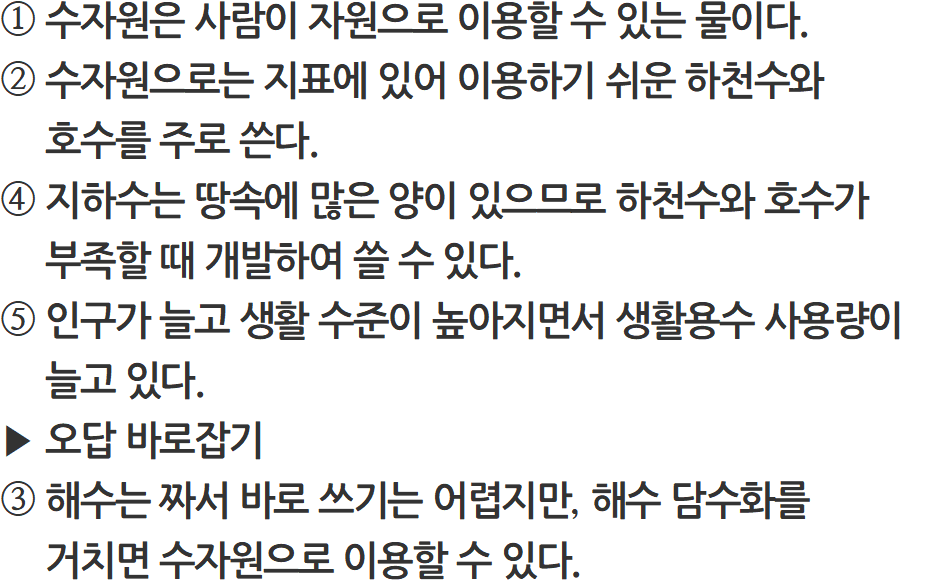 ① 수자원은 사람이 자원으로 이용할 수 있는 물이다.
② 수자원으로는 지표에 있어 이용하기 쉬운 하천수와
호수를 주로 쓴다.
④ 지하수는 땅속에 많은 양이 있으므로 하천수와 호수가
부족할 때 개발하여 쓸 수 있다.
⑤ 인구가 늘고 생활 수준이 높아지면서 생활용수 사용량이
늘고 있다.
▶ 오답 바로잡기
③ 해수는 짜서 바로 쓰기는 어렵지만, 해수 담수화를
거치면 수자원으로 이용할 수 있다.